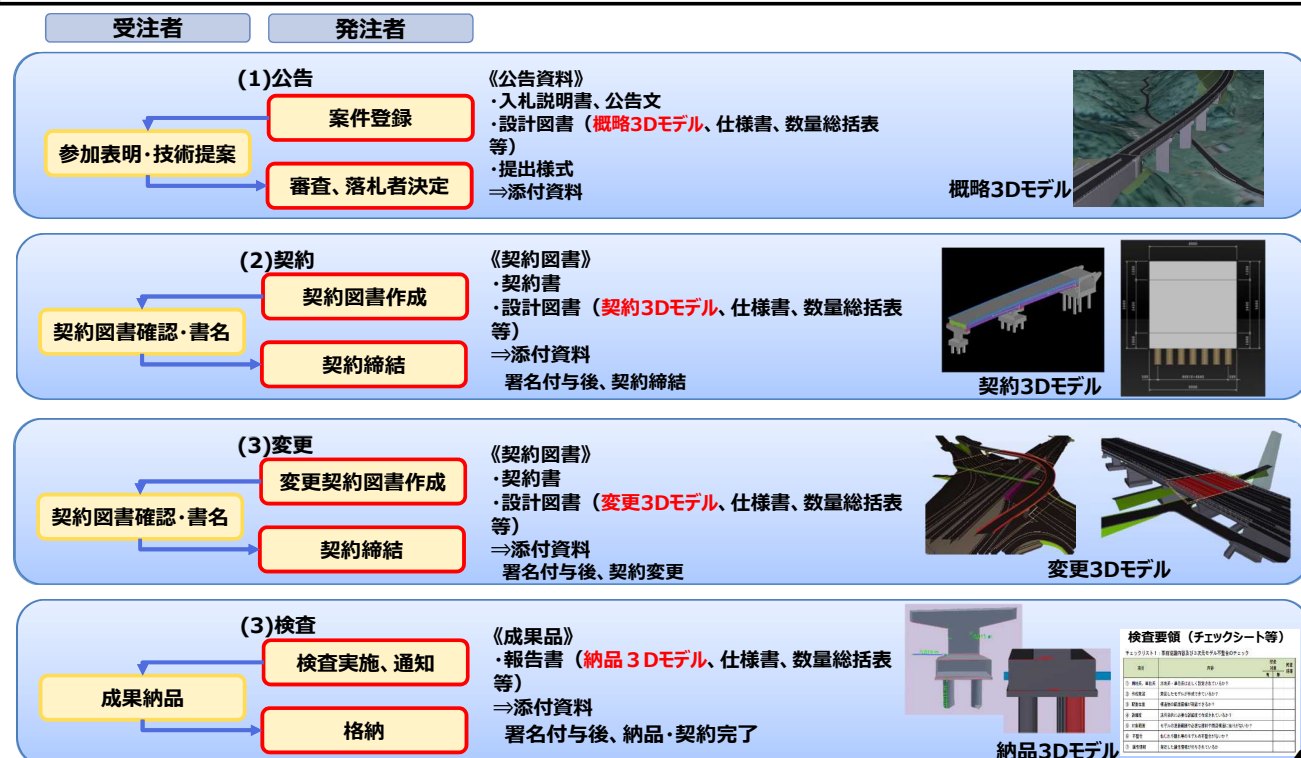 受注者
発注者
(1)公告
案件登録
参加表明・技術提案
審査、落札者決定
《公告資料》
・入札説明書、公告文
・設計図書（概略3Dモデル、仕様書、数量総括表
等）
・提出様式
⇒添付資料
概略3Dモデル
(2)契約
契約図書作成
契約図書確認・書名
契約締結
《契約図書》
・契約書
・設計図書（契約3Dモデル、仕様書、数量総括表
等）
⇒添付資料
署名付与後、契約締結
契約3Dモデル
(3)変更
変更契約図書作成
契約図書確認・書名
契約締結
《契約図書》
・契約書
・設計図書（変更3Dモデル、仕様書、数量総括表
等）
⇒添付資料
署名付与後、契約変更
変更3Dモデル
(3)検査
検査実施、通知
成果納品
格納
《成果品》
・報告書（納品３Dモデル、仕様書、数量総括表
等）
⇒添付資料
署名付与後、納品・契約完了
納品3Dモデル
検査要領（チェックシート等）
項目
内容